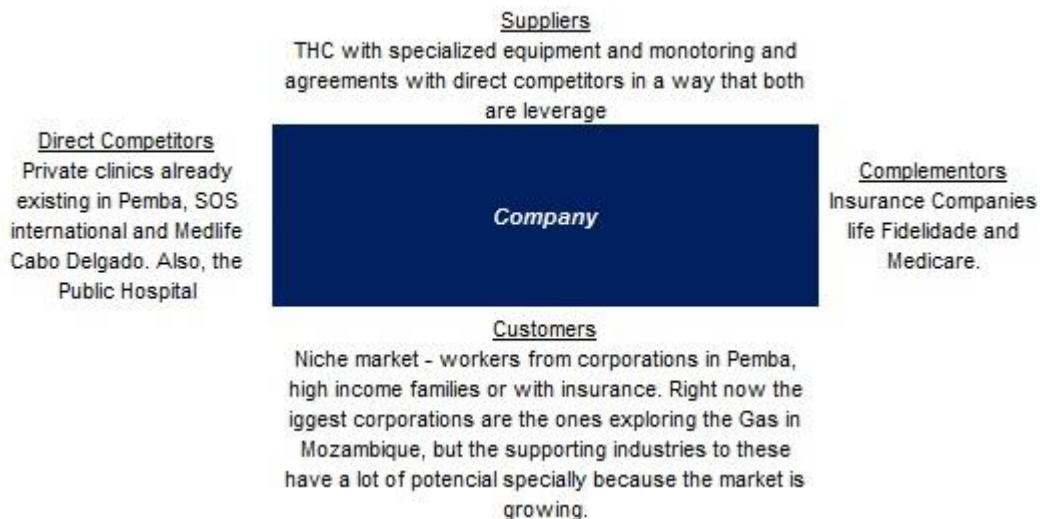 Suppliers
THC with specialized equipment and monotoring and
agreements with direct competitors in a way that both
are leverage
Direct Competitors
Private clinics already
existing in Pemba, SOS
international and Medlife
Cabo Delgado. Also, the
Public Hospital
Company
Complementors
Insurance Companies
life Fidelidade and
Medicare.
Customers
Niche market - workers from corporations in Pemba,
high income families or with insurance. Right now the
iggest corporations are the ones exploring the Gas in
Mozambique, but the supporting industries to these
have a lot of potencial specially because the market is
growing.